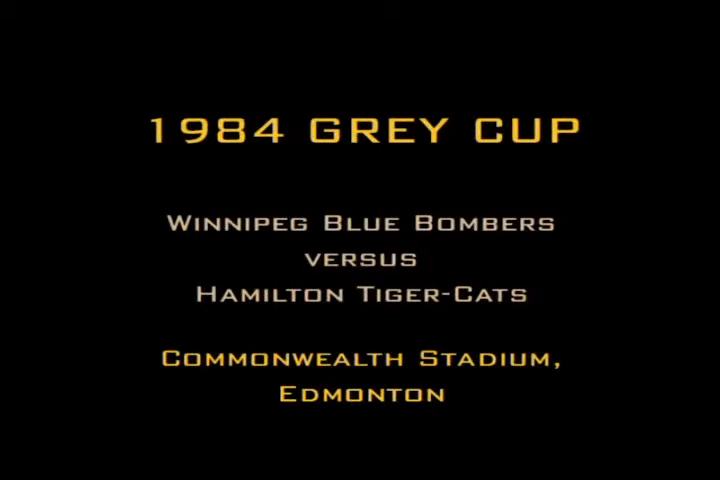 1984 GREY CUP
WINNIPEG BLUE BOMBERS
VERSUS
HAMILTON TIGER-CATS
COMMONWEALTH STADIUM,
EDMONTON